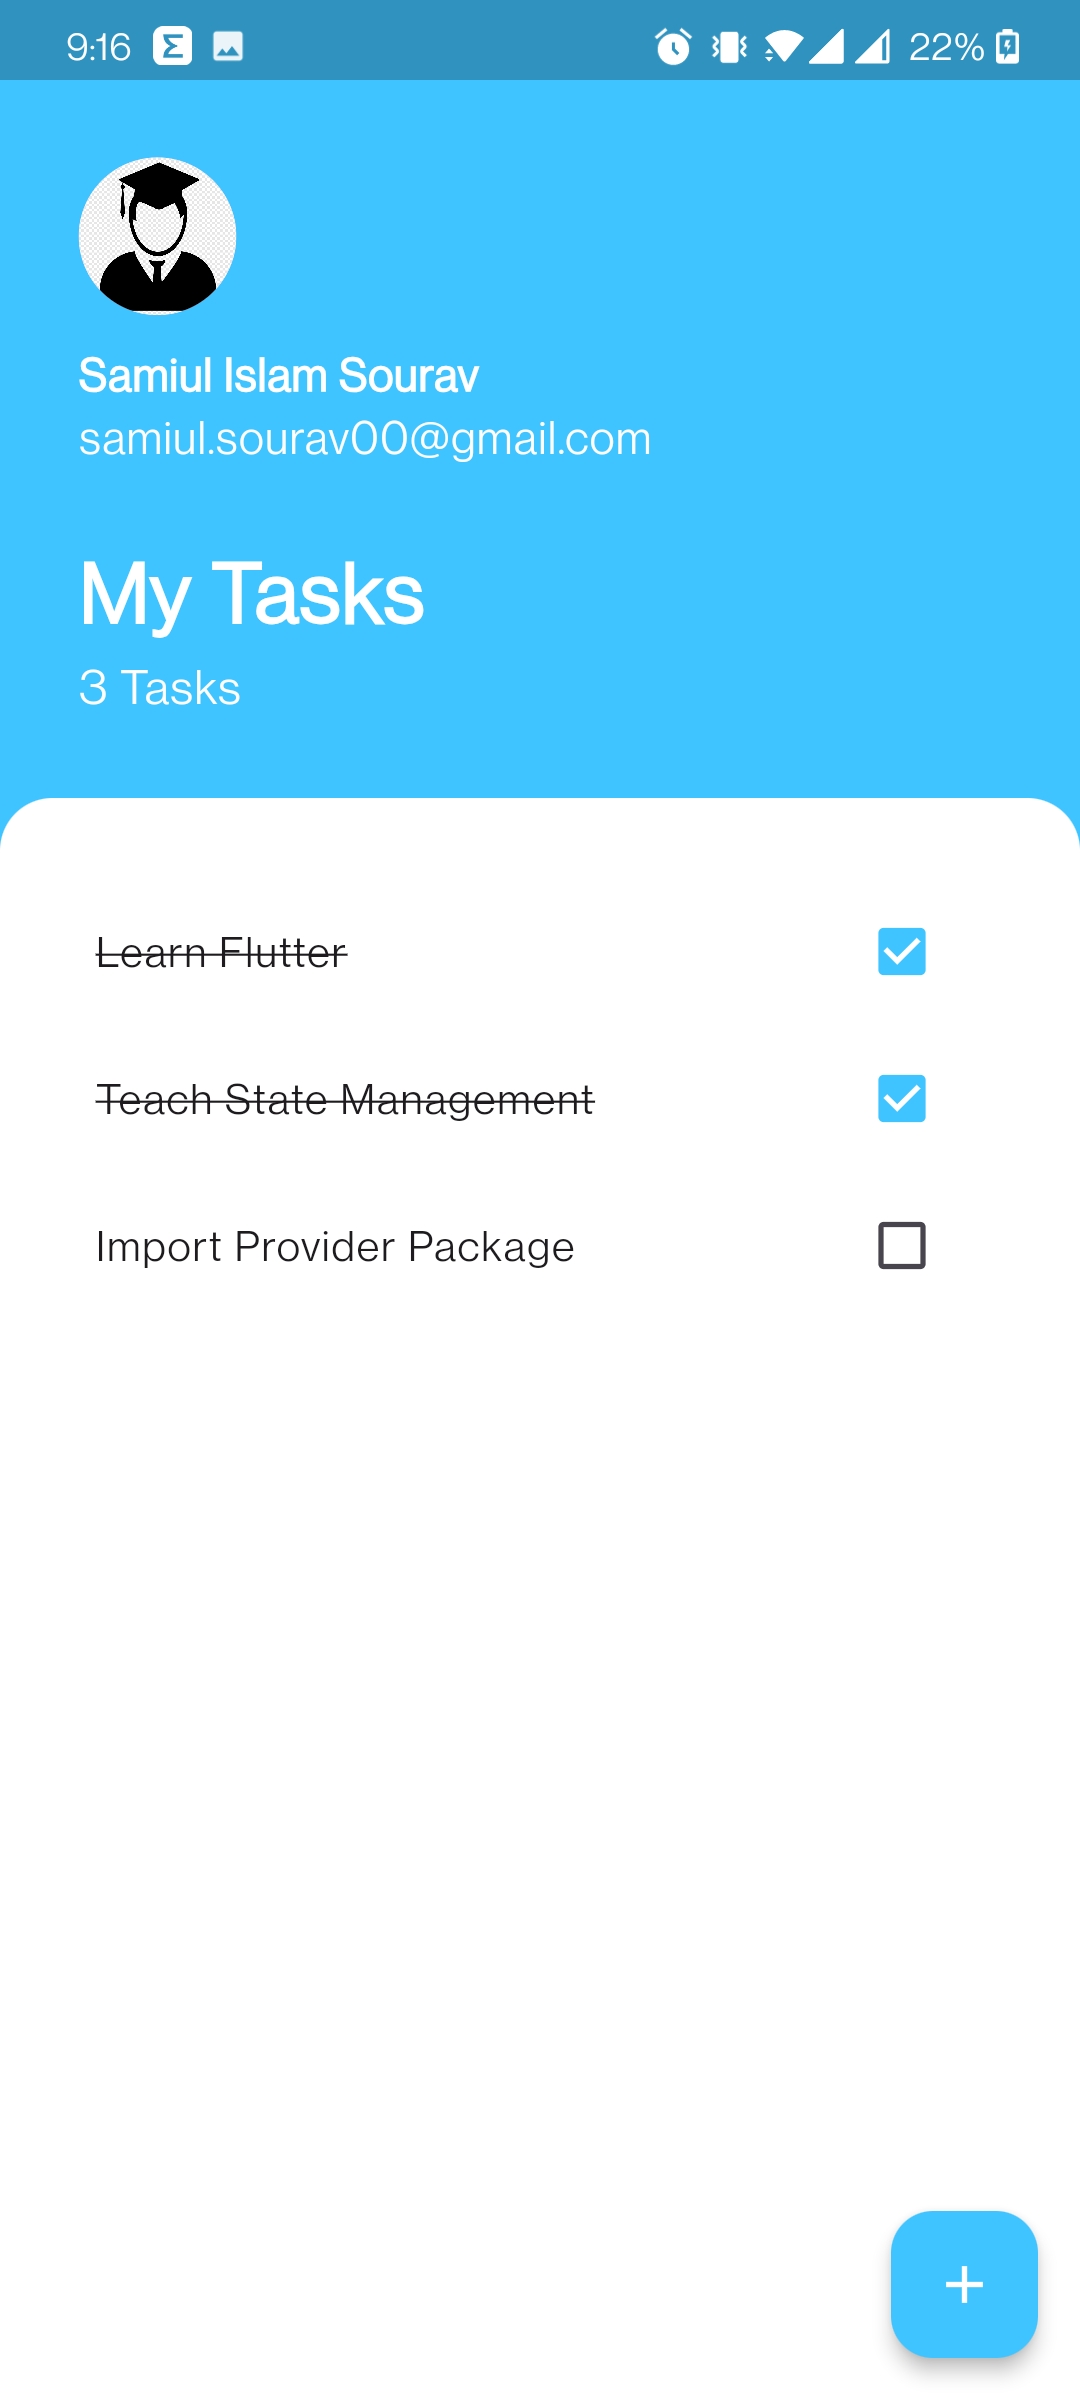 9:16
22%
Samiul Islam Sourav
samiul.sourav00@gmail.com
My Tasks
3 Tasks
Learn Flutter
Teach State Management
Import Provider Package